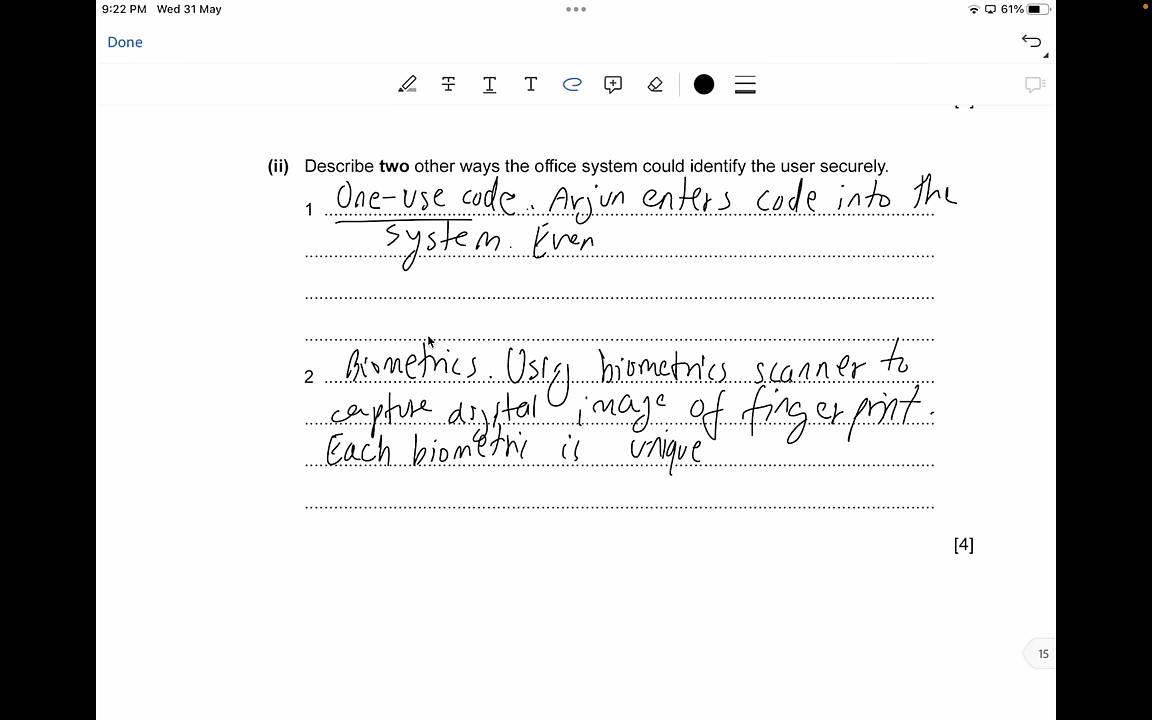 9:22 PM Wed 31 May
61%
Done
(ii) Describe two other ways the office system could identify the user securely.
1 One-use code. Arjun enters code into the
system. Even
2 Biometrics. Using biometrics scanner to
capture digital image of fingerprint.
Each biometric is unique
[4]
15